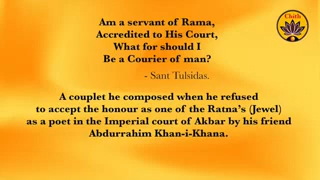 Chith
Am a servant of Rama,
Accredited to His Court,
What for should I
Be a Courier of man?
- Sant Tulsidas.
A couplet he composed when he refused
to accept the honour as one of the Ratna's (Jewel)
as a poet in the Imperial court of Akbar by his friend
Abdurrahim Khan-i-Khana.